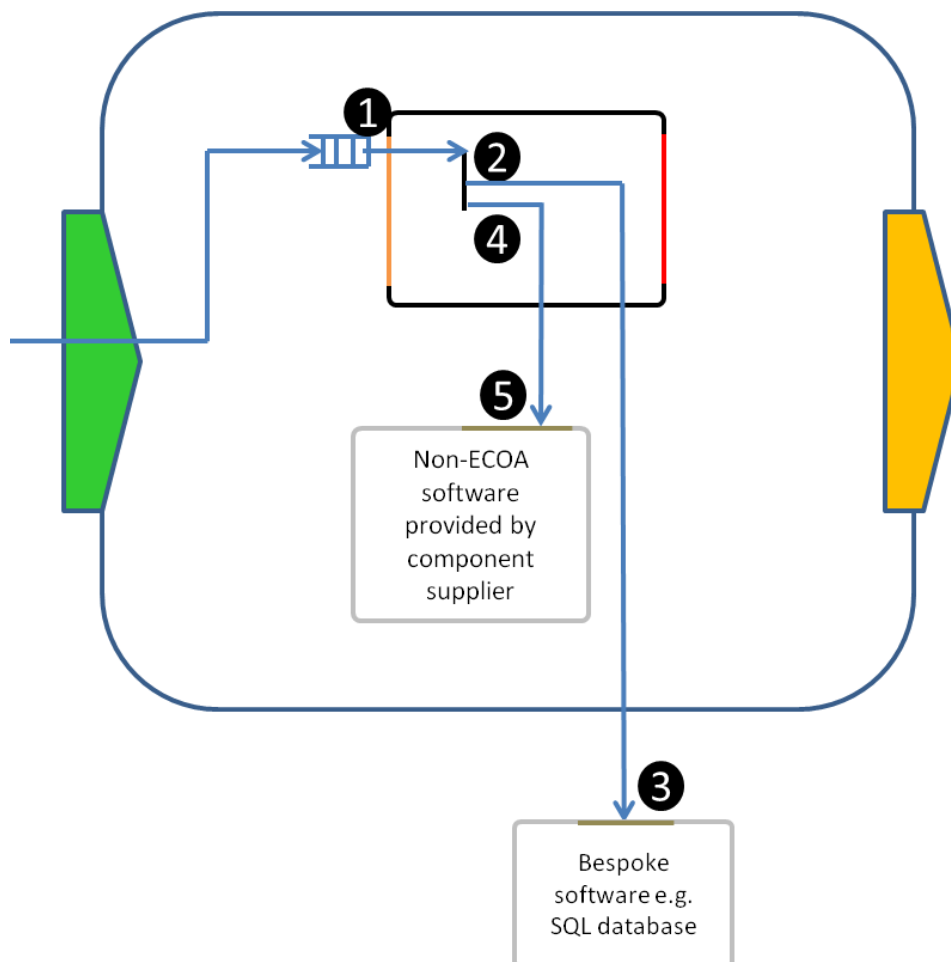 1
2
4
5
Non-ECOA
software
provided by
component
supplier
3
Bespoke
software e.g.
SQL database